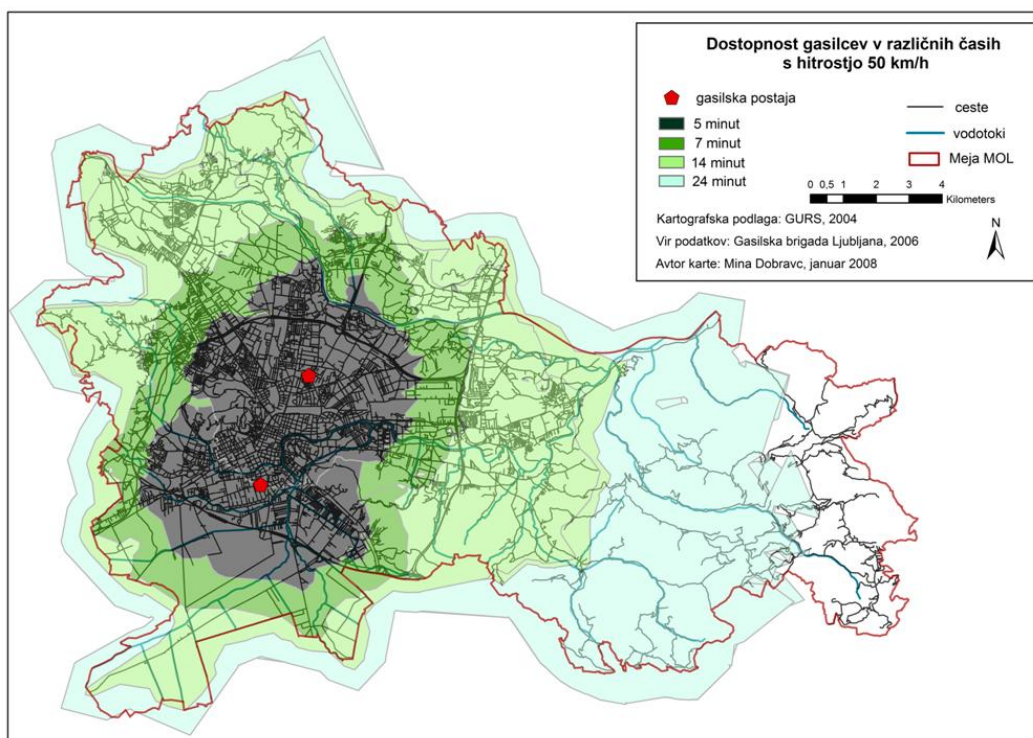 Dostopnost gasilcev v različnih časih
s hitrostjo 50 km/h
gasilska postaja
5 minut
7 minut
14 minut
24 minut
ceste
vodotoki
Meja MOL
0 0,5 1 2 3 4
Kilometers
Kartografska podlaga: GURS, 2004
Vir podatkov: Gasilska brigada Ljubljana, 2006
Avtor karte: Mina Dobravc, januar 2008
N